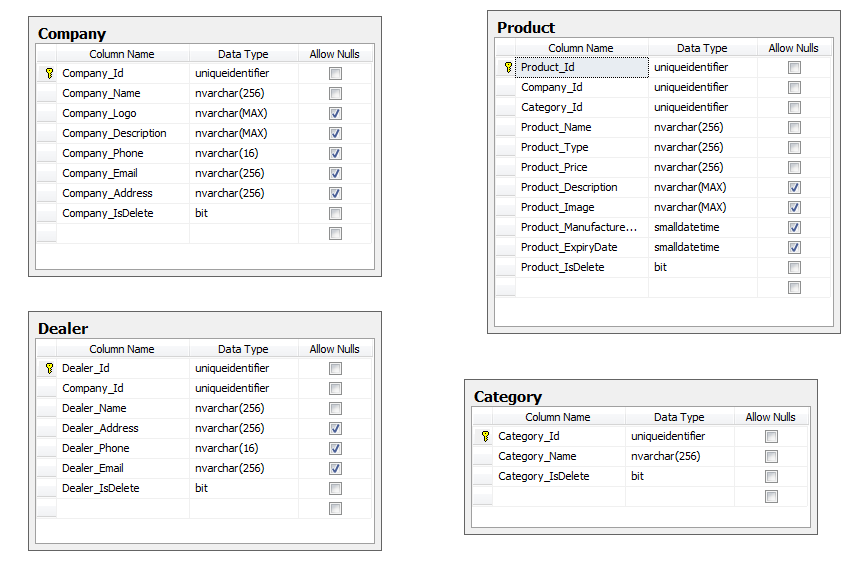 Company
Column Name Data Type Allow Nulls
Company_Id uniqueidentifier
Company_Name nvarchar(256)
Company_Logo nvarchar(MAX)
Company_Description nvarchar(MAX)
Company_Phone nvarchar(16)
Company_Email nvarchar(256)
Company_Address nvarchar(256)
Company_IsDelete bit
Product
Column Name Data Type Allow Nulls
Product_Id uniqueidentifier
Company_Id uniqueidentifier
Category_Id uniqueidentifier
Product_Name nvarchar(256)
Product_Type nvarchar(256)
Product_Price nvarchar(256)
Product_Description nvarchar(MAX)
Product_Image nvarchar(MAX)
Product_Manufacture... smalldatetime
Product_ExpiryDate smalldatetime
Product_IsDelete bit
Dealer
Column Name Data Type Allow Nulls
Dealer_Id uniqueidentifier
Company_Id uniqueidentifier
Dealer_Name nvarchar(256)
Dealer_Address nvarchar(256)
Dealer_Phone nvarchar(16)
Dealer_Email nvarchar(256)
Dealer_IsDelete bit
Category
Column Name Data Type Allow Nulls
Category_Id uniqueidentifier
Category_Name nvarchar(256)
Category_IsDelete bit